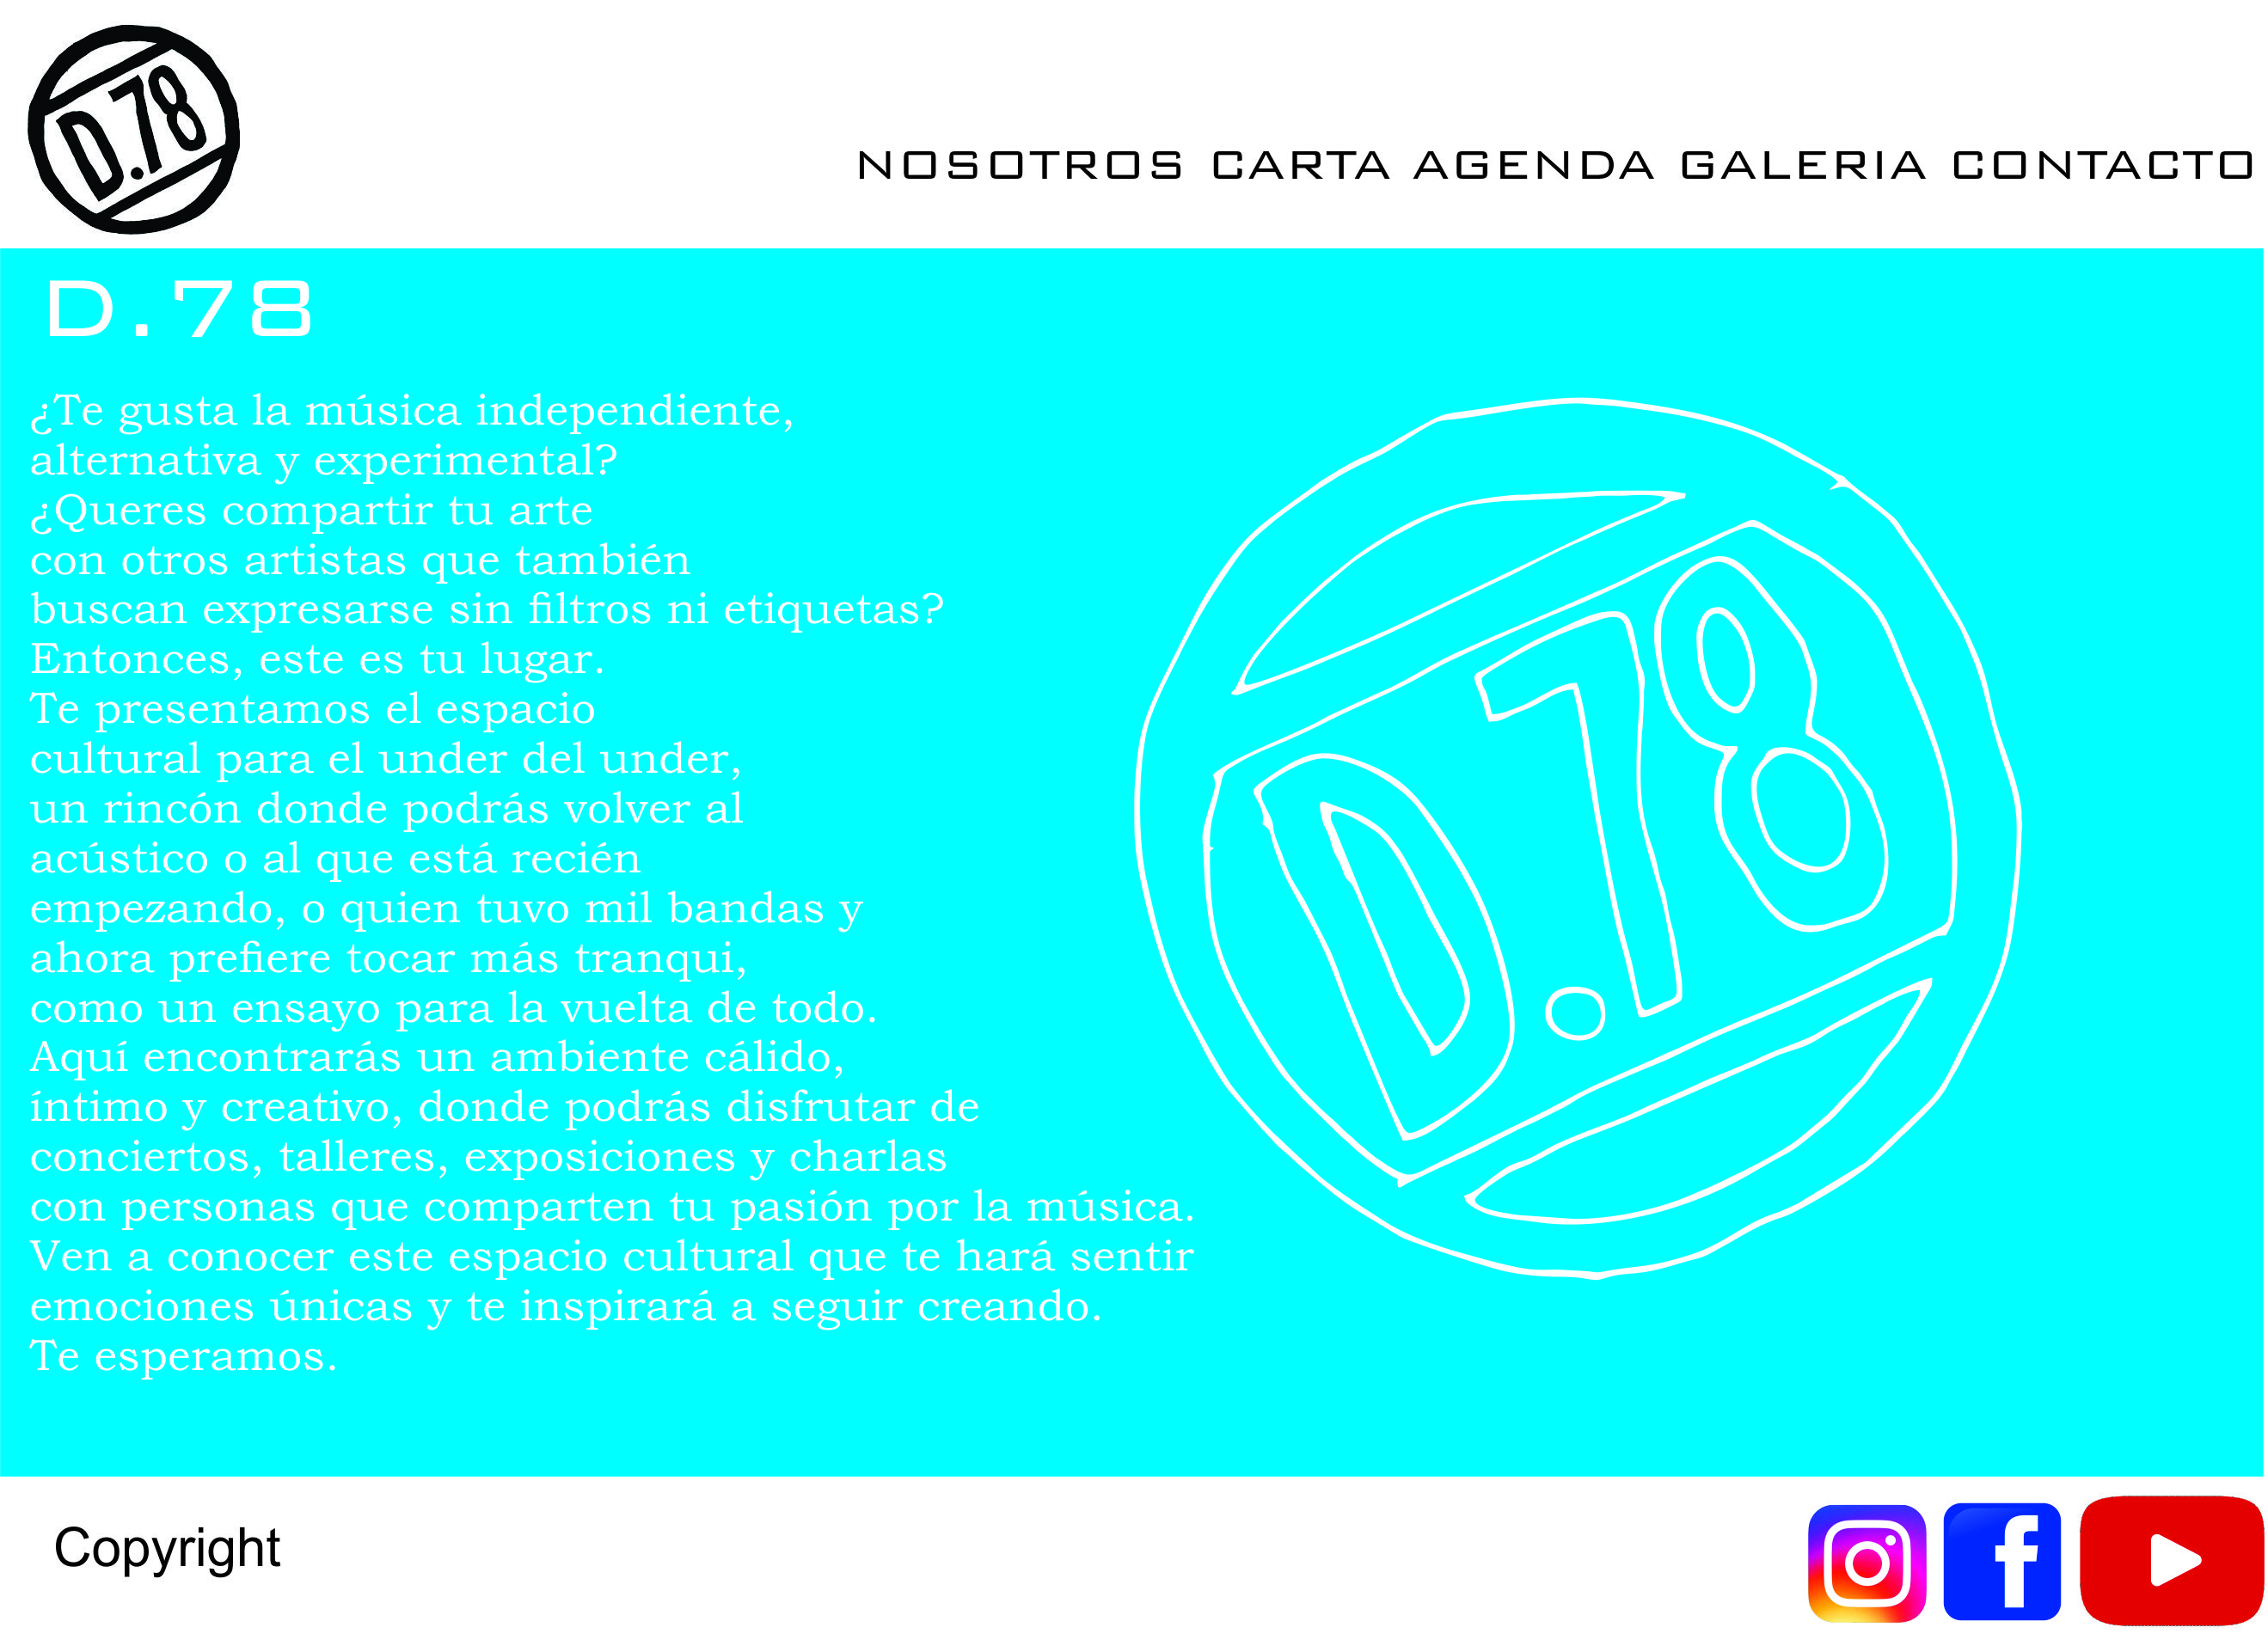 D.78
NOSOTROS CARTA AGENDA GALERIA CONTACTO
D.78
¿Te gusta la música independiente,
alternativa y experimental?
¿Queres compartir tu arte
con otros artistas que también
buscan expresarse sin filtros ni etiquetas?
Entonces, este es tu lugar.
Te presentamos el espacio
cultural para el under del under,
un rincón donde podrás volver al
acústico o al que está recién
empezando, o quien tuvo mil bandas y
ahora prefiere tocar más tranqui,
como un ensayo para la vuelta de todo.
Aquí encontrarás un ambiente cálido,
íntimo y creativo, donde podrás disfrutar de
conciertos, talleres, exposiciones y charlas
con personas que comparten tu pasión por la música.
Ven a conocer este espacio cultural que te hará sentir
emociones únicas y te inspirará a seguir creando.
Te esperamos.
D.78
Copyright